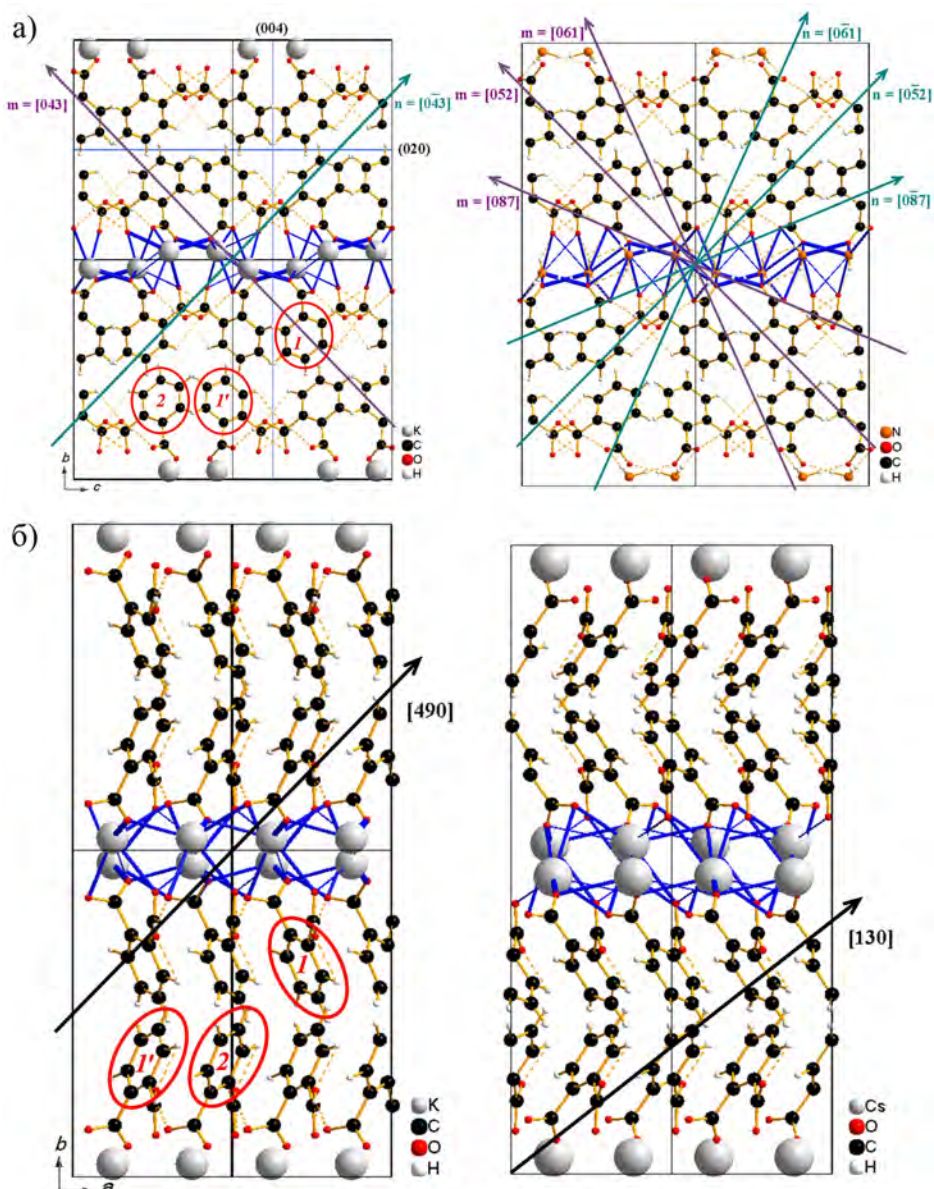 а)
(004)
m = [043]
n = [04̅3]
(020)
1
2
1'
b
c
K
C
O
H
m = [061]
m = [052]
m = [087]
n = [06̅1]
n = [05̅2]
n = [08̅7]
N
O
C
H
б)
[490]
1
1'
2
b
a
K
C
O
H
[130]
Cs
O
C
H